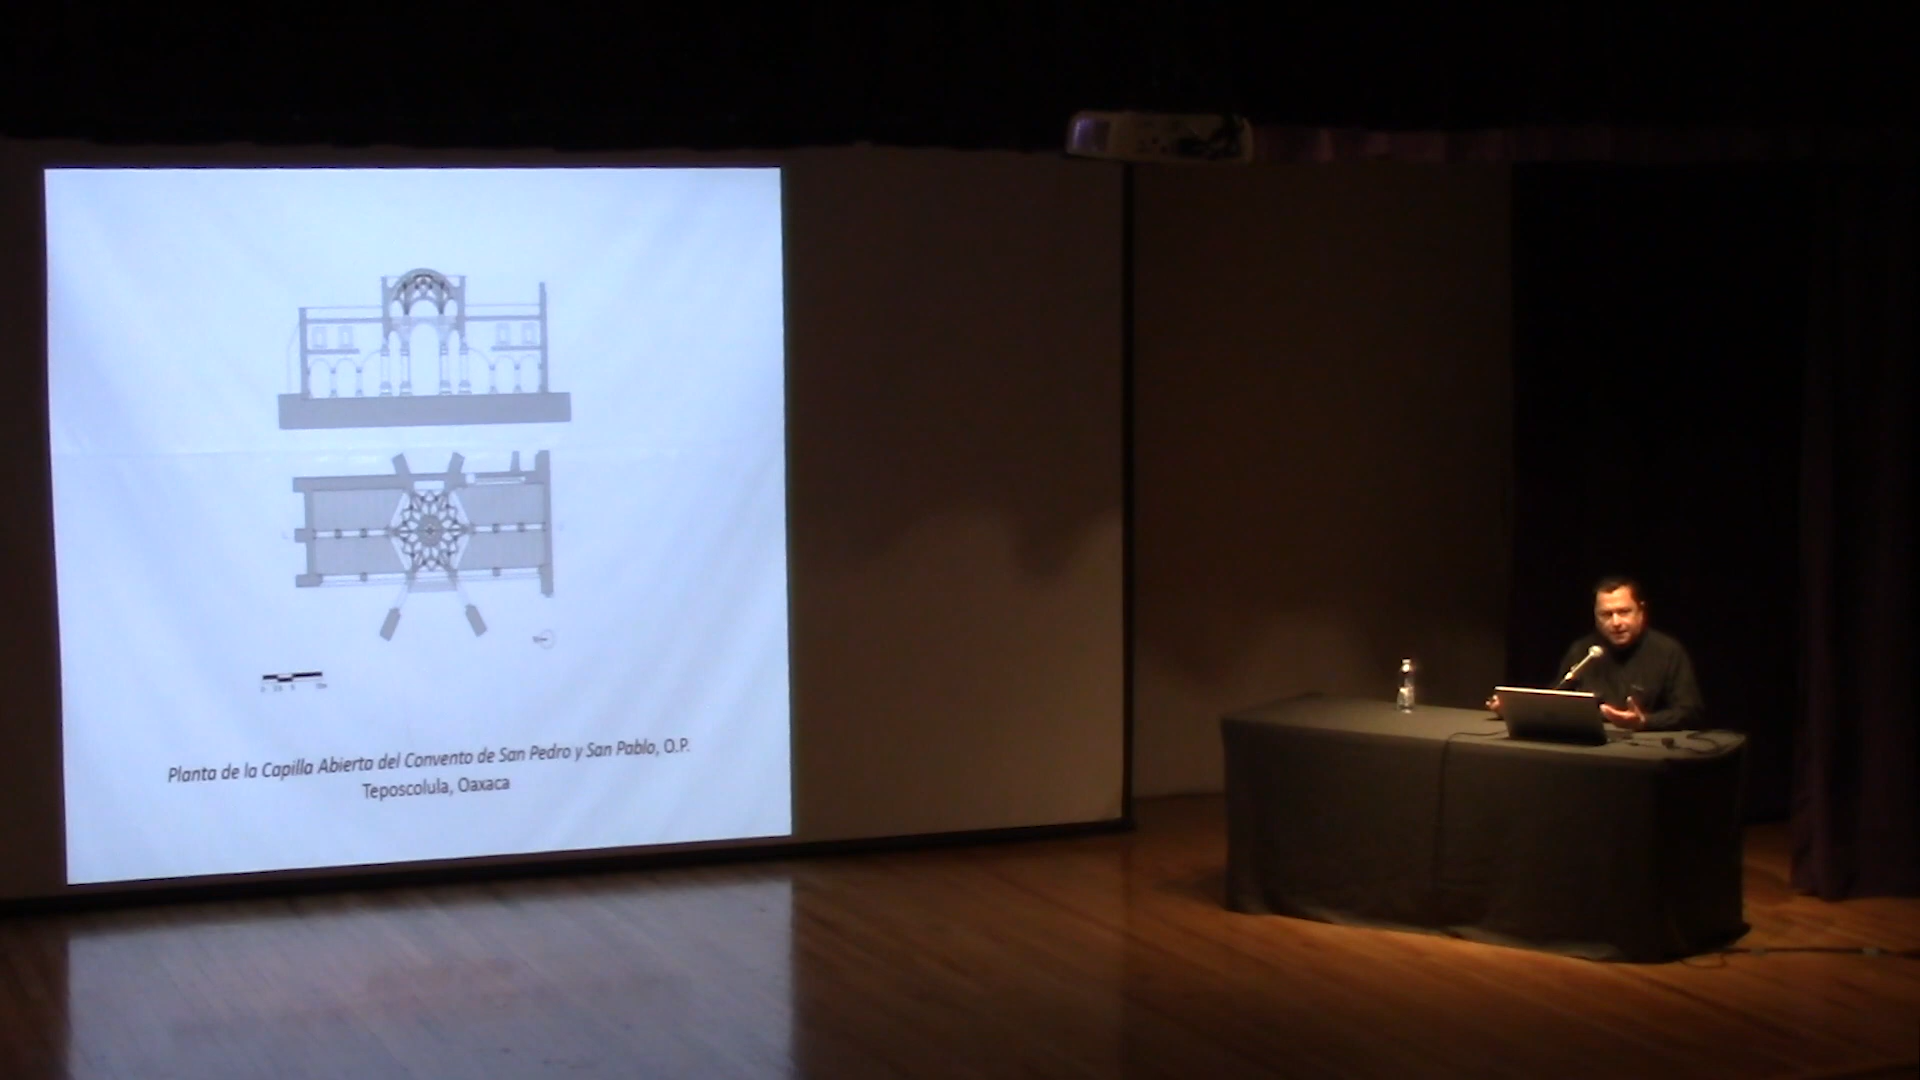 Planta de la Capilla Abierta del Convento de San Pedro y San Pablo, O.P.
Teposcolula, Oaxaca